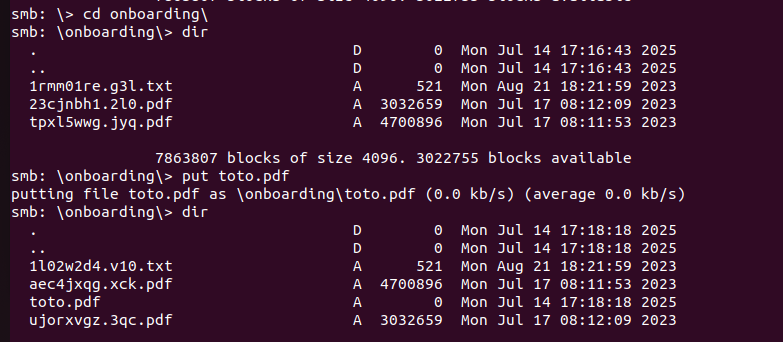 smb: \> cd onboarding\
smb: \onboarding\> dir
. D 0 Mon Jul 14 17:16:43 2025
.. D 0 Mon Jul 14 17:16:43 2025
1rmm01re.g3l.txt A 521 Mon Aug 21 18:21:59 2023
23cjnbh1.2l0.pdf A 3032659 Mon Jul 17 08:12:09 2023
tpxl5wwg.jyq.pdf A 4700896 Mon Jul 17 08:11:53 2023
7863807 blocks of size 4096. 3022755 blocks available
smb: \onboarding\> put toto.pdf
putting file toto.pdf as \onboarding\toto.pdf (0.0 kb/s) (average 0.0 kb/s)
smb: \onboarding\> dir
. D 0 Mon Jul 14 17:18:18 2025
.. D 0 Mon Jul 14 17:18:18 2025
1l02w2d4.v10.txt A 521 Mon Aug 21 18:21:59 2023
aec4jxqg.xck.pdf A 4700896 Mon Jul 17 08:11:53 2023
toto.pdf A 0 Mon Jul 14 17:18:18 2025
ujorxvgz.3qc.pdf A 3032659 Mon Jul 17 08:12:09 2023